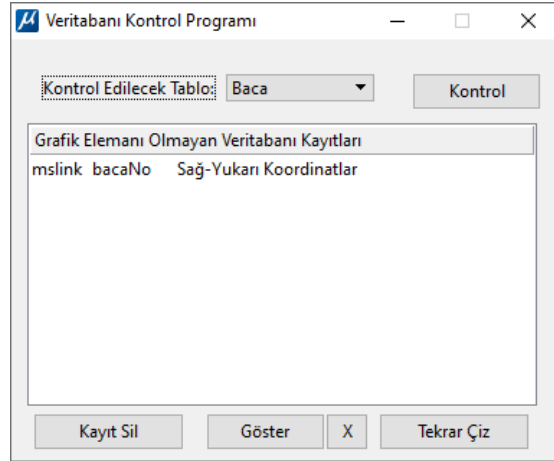 Veritabanı Kontrol Programı
Kontrol Edilecek Tablo: Baca Kontrol
Grafik Elemanı Olmayan Veritabanı Kayıtları
mslink bacaNo Sağ-Yukarı Koordinatlar
Kayıt Sil Göster X Tekrar Çiz